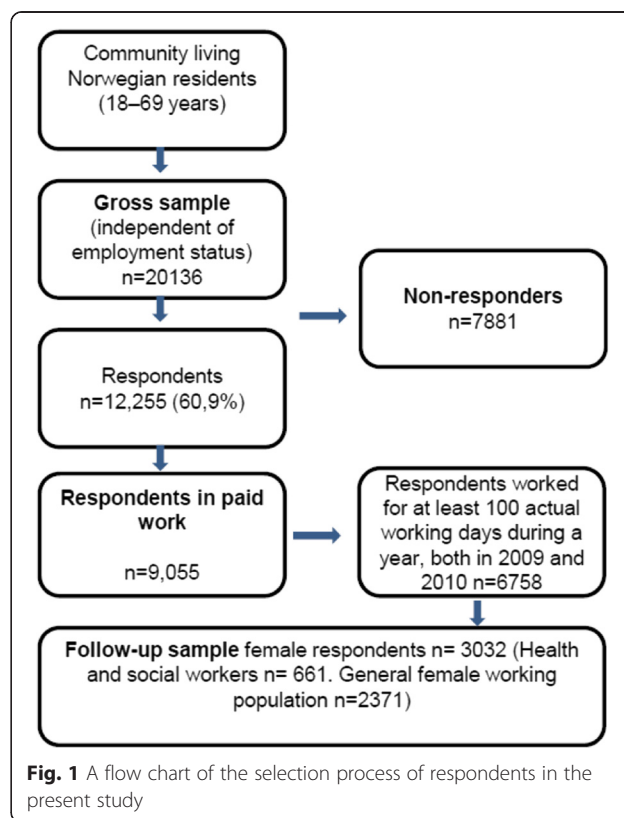 Community living
Norwegian residents
(18–69 years)
Gross sample
(independent of
employment status)
n=20136
Non-responders
n=7881
Respondents
n=12,255 (60,9%)
Respondents in paid
work
n=9,055
Respondents worked
for at least 100 actual
working days during a
year, both in 2009 and
2010 n=6758
Follow-up sample female respondents n= 3032 (Health
and social workers n= 661. General female working
population n=2371)
Fig. 1 A flow chart of the selection process of respondents in the
present study